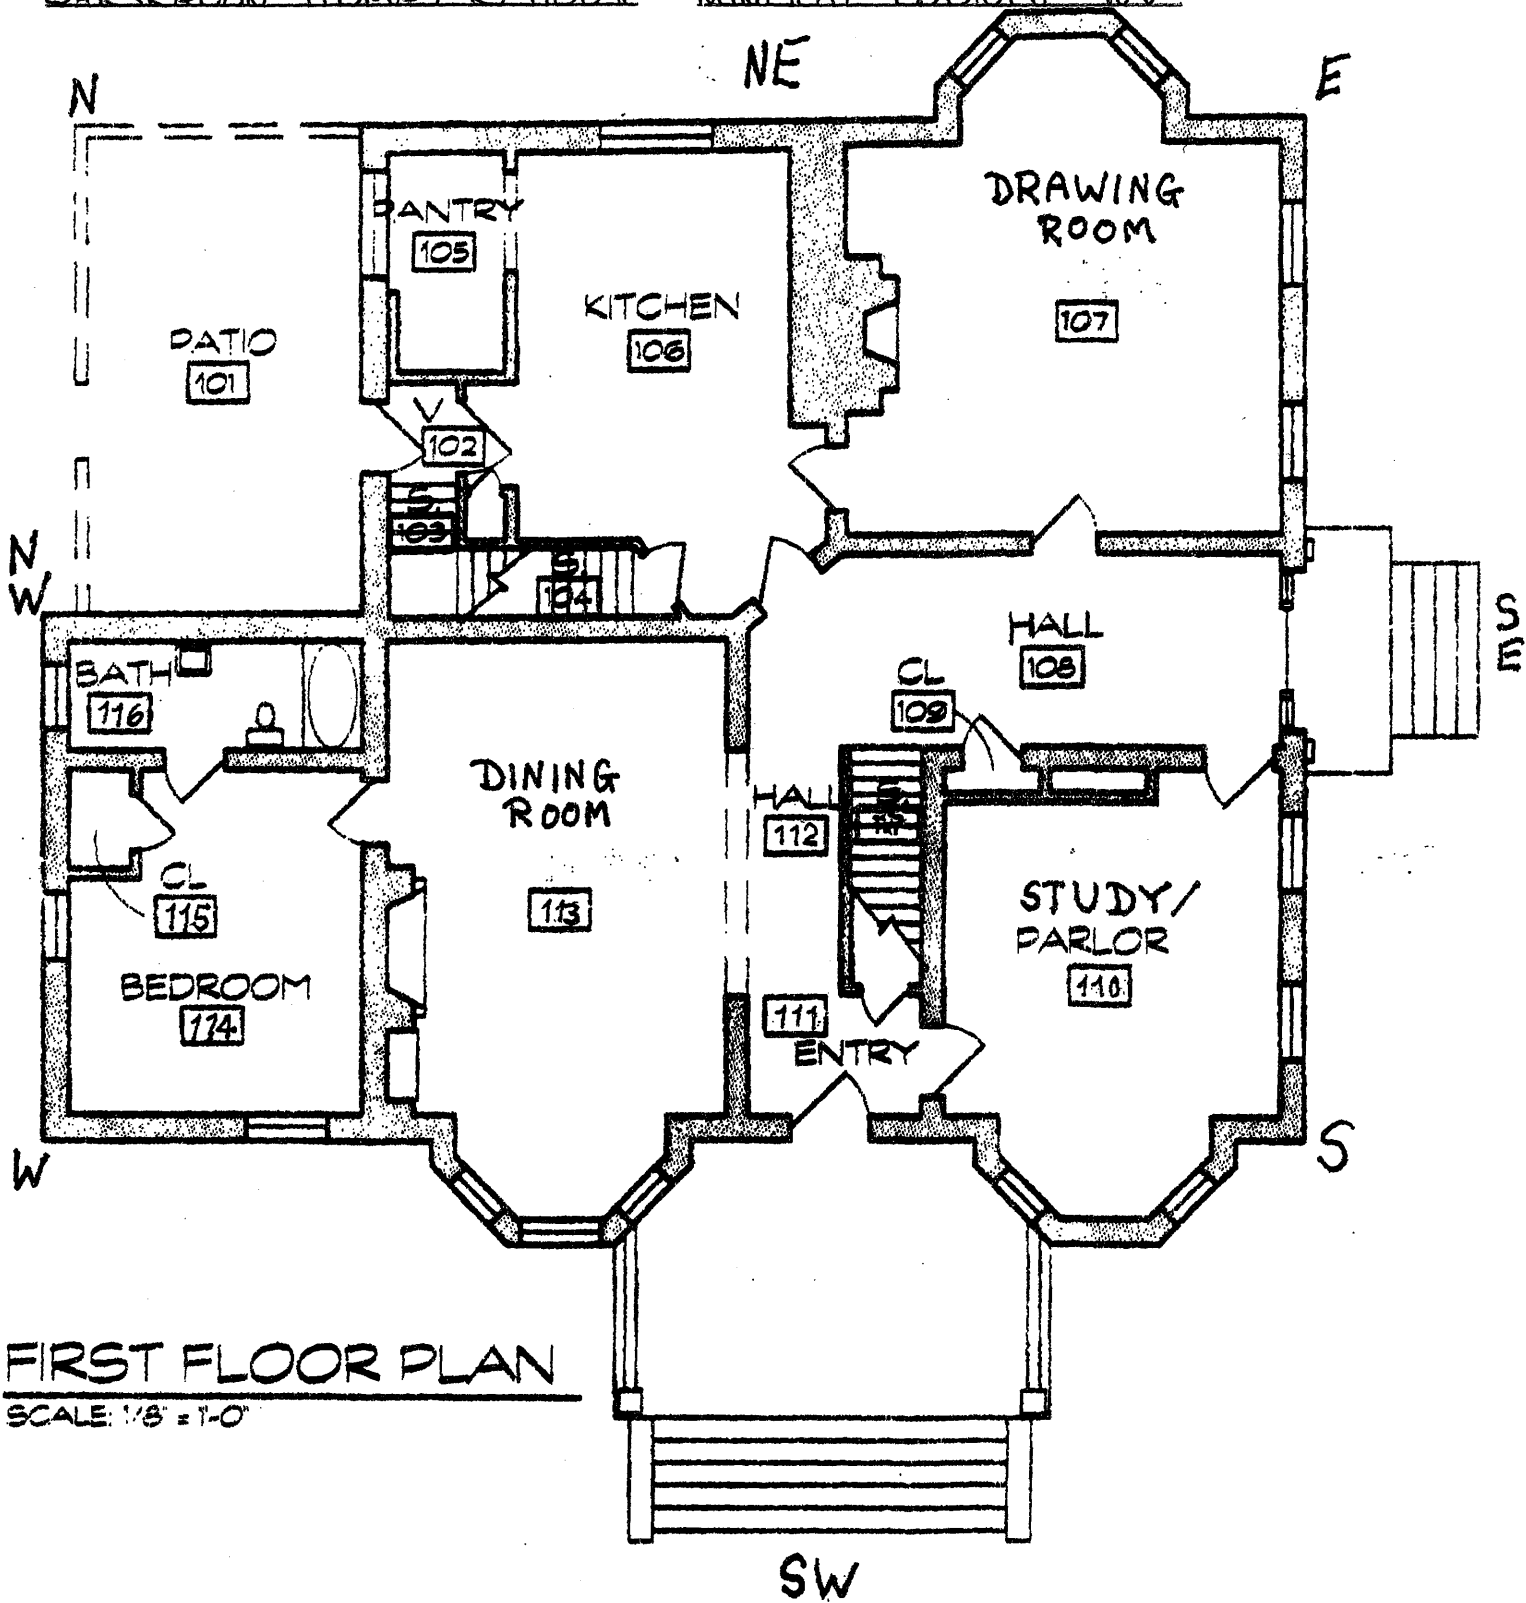 N
NE
E
PANTRY
105
DRAWING
ROOM
107
KITCHEN
106
PATIO
101
V
102
S.
103
S.
104
N
W
HALL
108
S
E
BATH
116
CL
109
DINING
ROOM
113
HALL
112
S.
CL
115
STUDY/
PARLOR
110
BEDROOM
114
111
ENTRY
W
S
FIRST FLOOR PLAN
SCALE: 1/8" = 1'-0"
SW